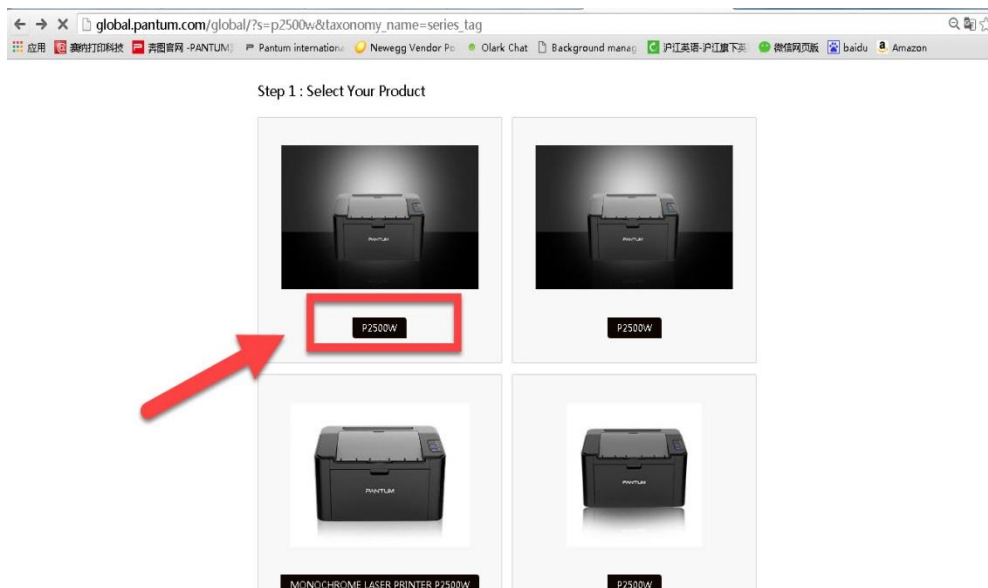 global.pantum.com/global/?s=p2500w&taxonomy_name=series_tag
应用 赛纳打印科技 奔图官网 -PANTUM Pantum internation Newegg Vendor Po Olark Chat Background manag 沪江英语-沪江旗下英 微信网页版 baidu Amazon
Step 1 : Select Your Product
PANTUM
PANTUM
P2500W
P2500W
PANTUM
PANTUM
MONOCHROME LASER PRINTER P2500W
P2500W